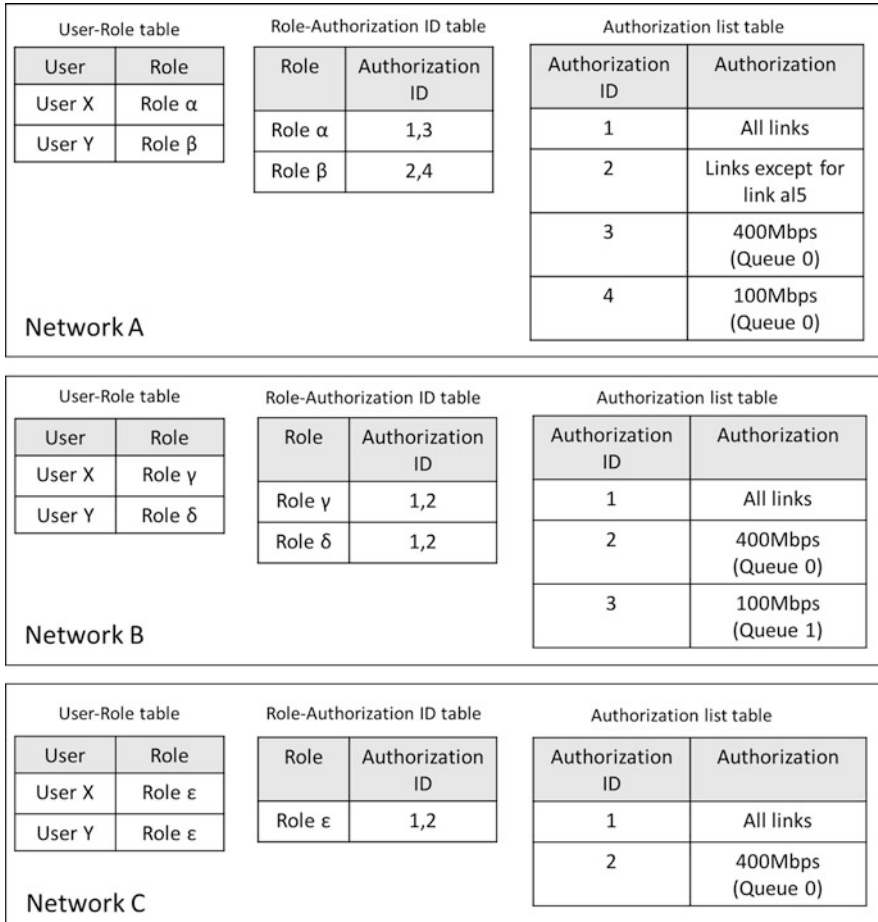 User-Role table
User Role
User X Role α
User Y Role β
Role-Authorization ID table
Role Authorization
ID
Role α 1,3
Role β 2,4
Authorization list table
Authorization Authorization
ID
1 All links
2 Links except for
link al5
3 400Mbps
(Queue 0)
4 100Mbps
(Queue 0)
Network A
User-Role table
User Role
User X Role γ
User Y Role δ
Role-Authorization ID table
Role Authorization
ID
Role γ 1,2
Role δ 1,2
Authorization list table
Authorization Authorization
ID
1 All links
2 400Mbps
(Queue 0)
3 100Mbps
(Queue 1)
Network B
User-Role table
User Role
User X Role ε
User Y Role ε
Role-Authorization ID table
Role Authorization
ID
Role ε 1,2
Authorization list table
Authorization Authorization
ID
1 All links
2 400Mbps
(Queue 0)
Network C